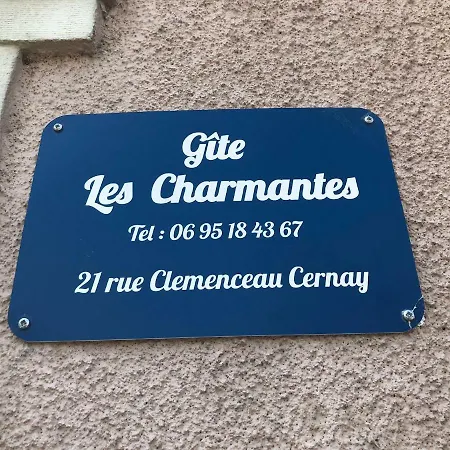 Gîte
Les Charmantes
Tel : 06 95 18 43 67
21 rue Clemenceau Cernay